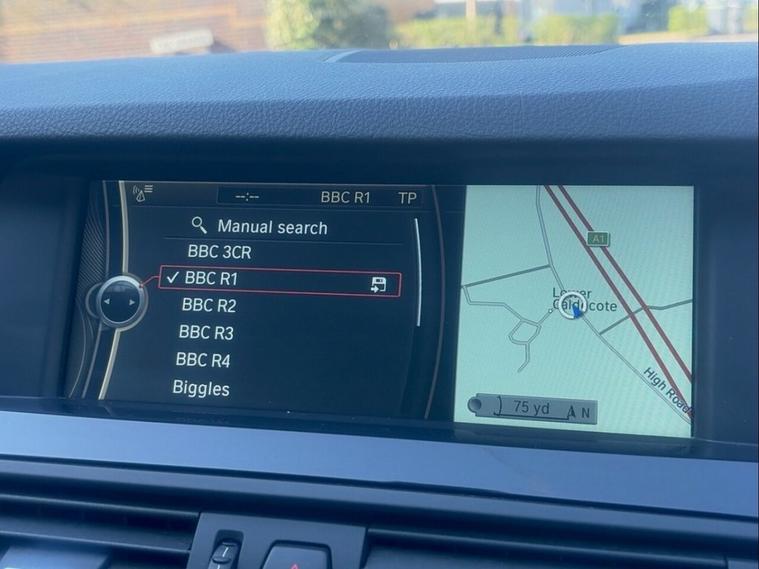 --:-- BBC R1 TP
Manual search
BBC 3CR
BBC R1
BBC R2
BBC R3
BBC R4
Biggles
A1
Lower
Caldecote
High Road
75 yd N